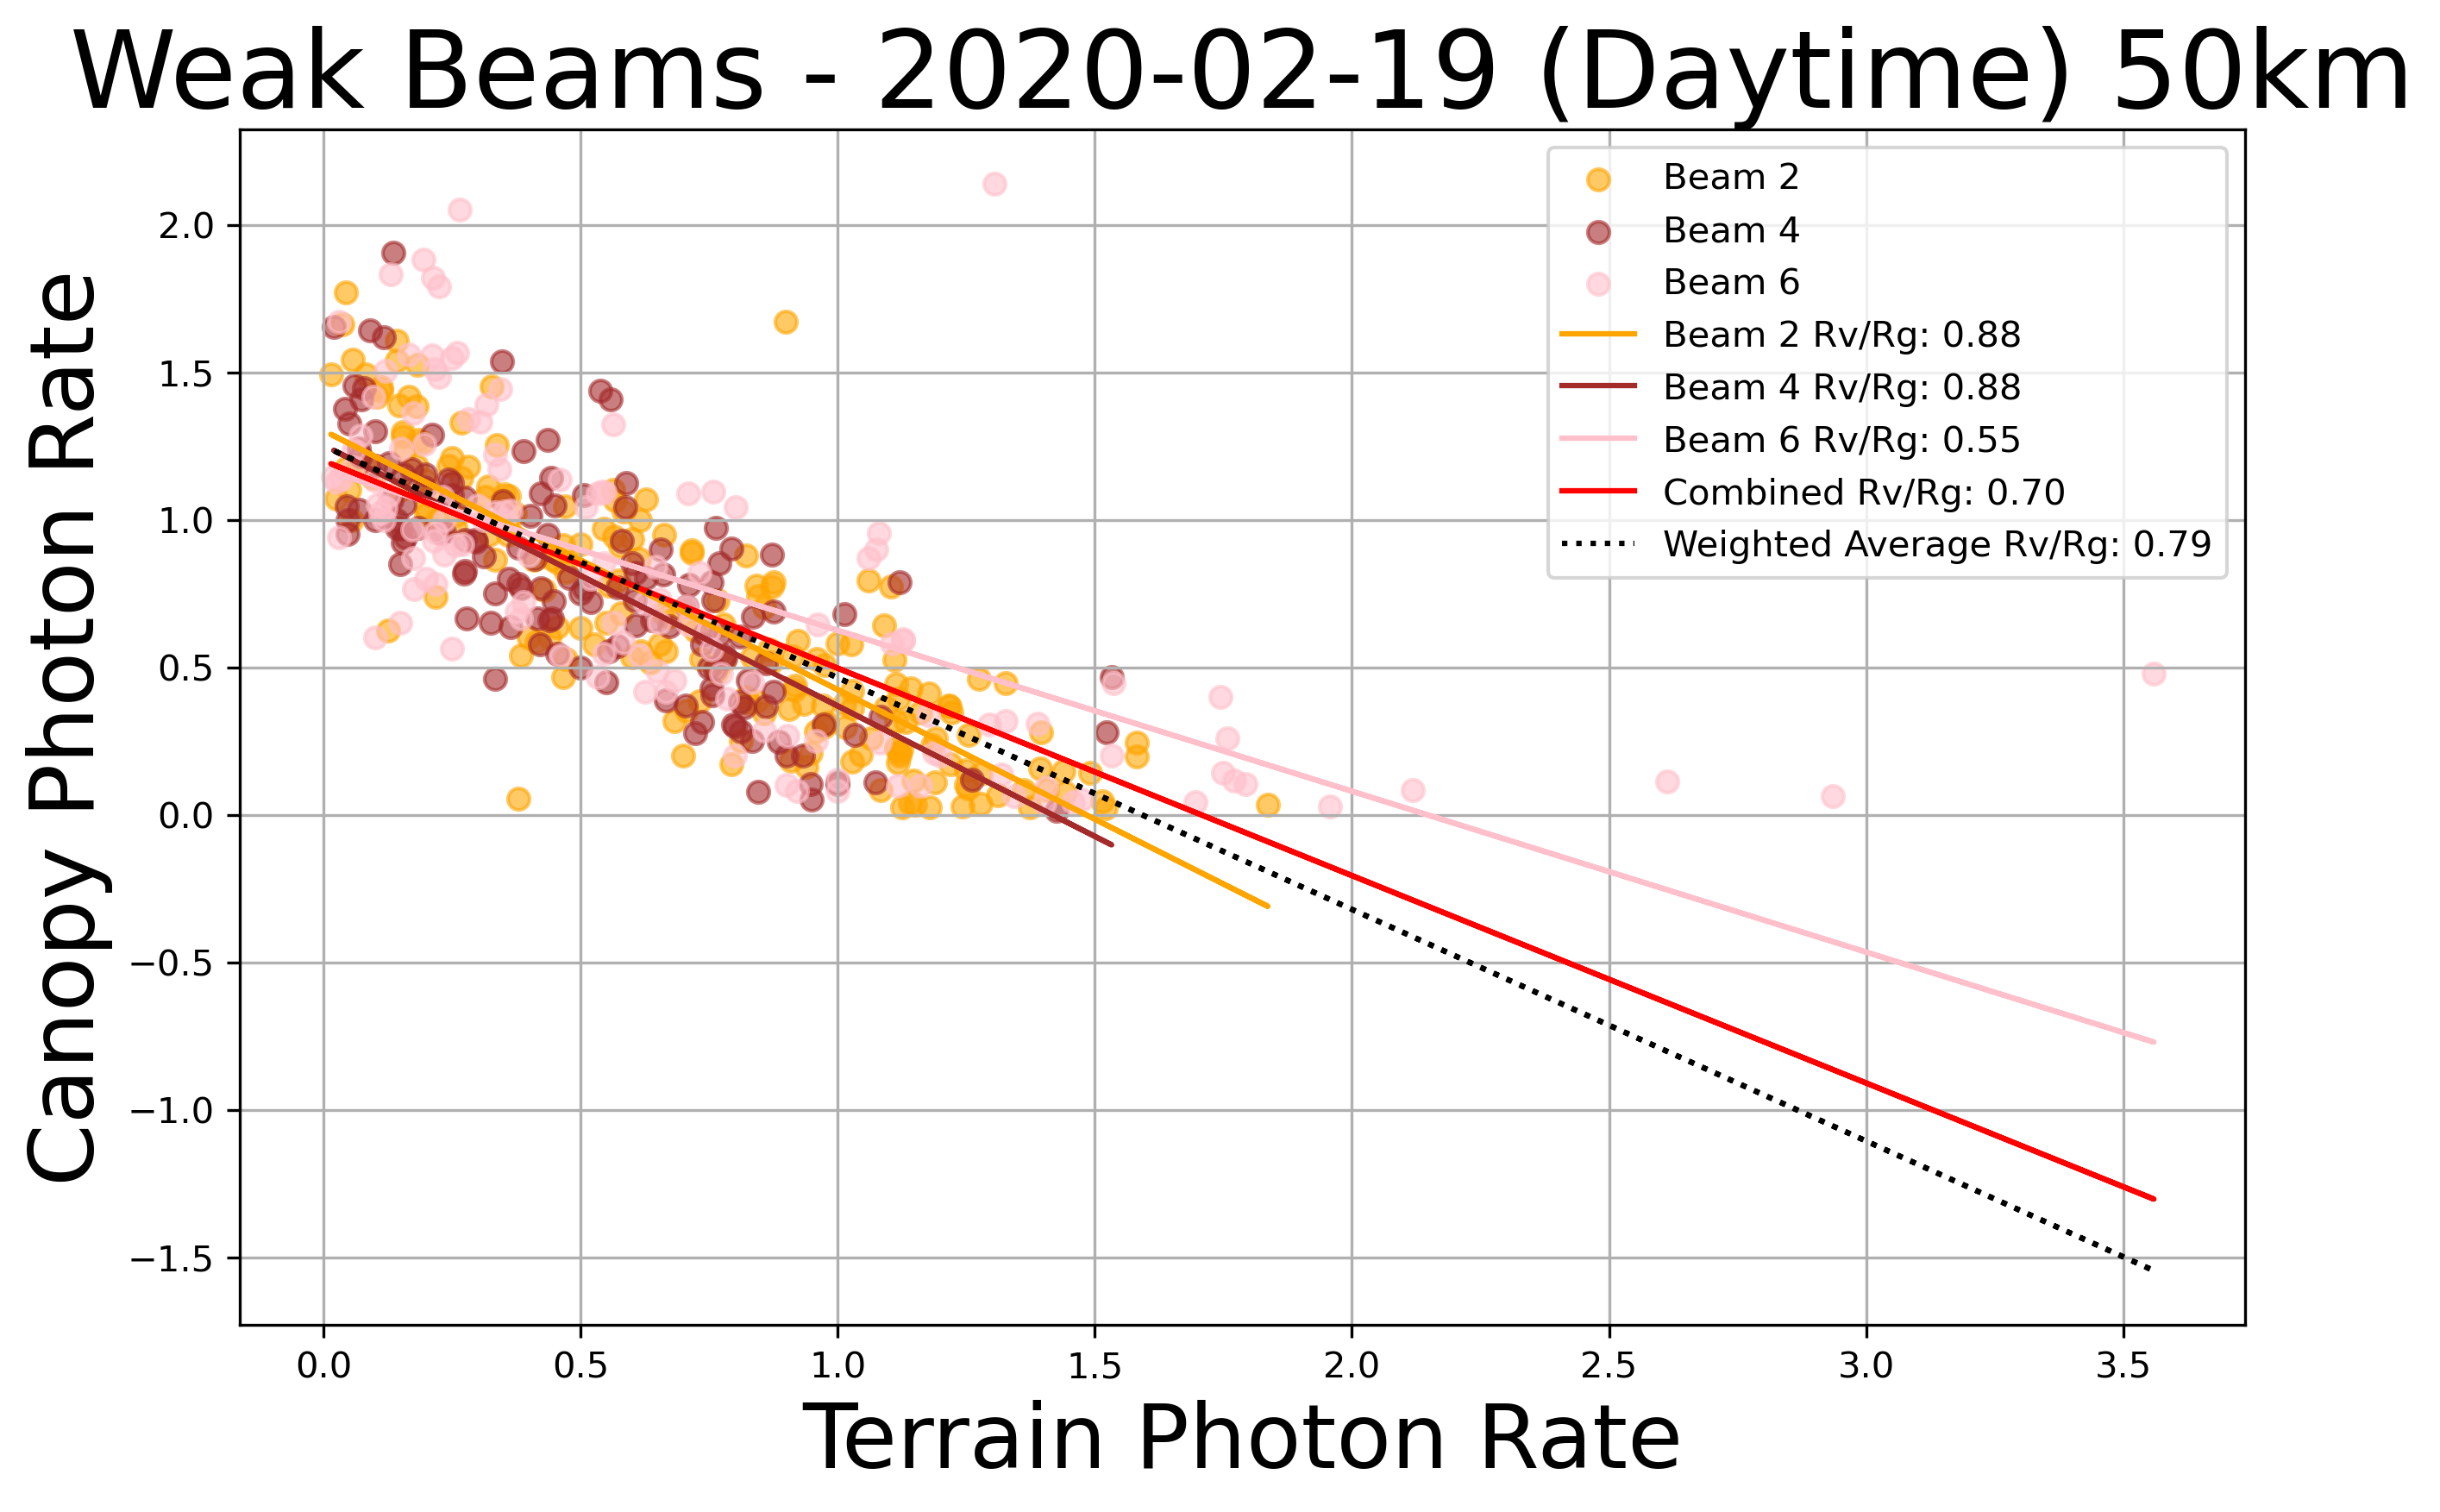 Weak Beams - 2020-02-19 (Daytime) 50km
Canopy Photon Rate
2.0
1.5
1.0
0.5
0.0
−0.5
−1.0
−1.5
Beam 2
Beam 4
Beam 6
Beam 2 Rv/Rg: 0.88
Beam 4 Rv/Rg: 0.88
Beam 6 Rv/Rg: 0.55
Combined Rv/Rg: 0.70
Weighted Average Rv/Rg: 0.79
0.0 0.5 1.0 1.5 2.0 2.5 3.0 3.5
Terrain Photon Rate